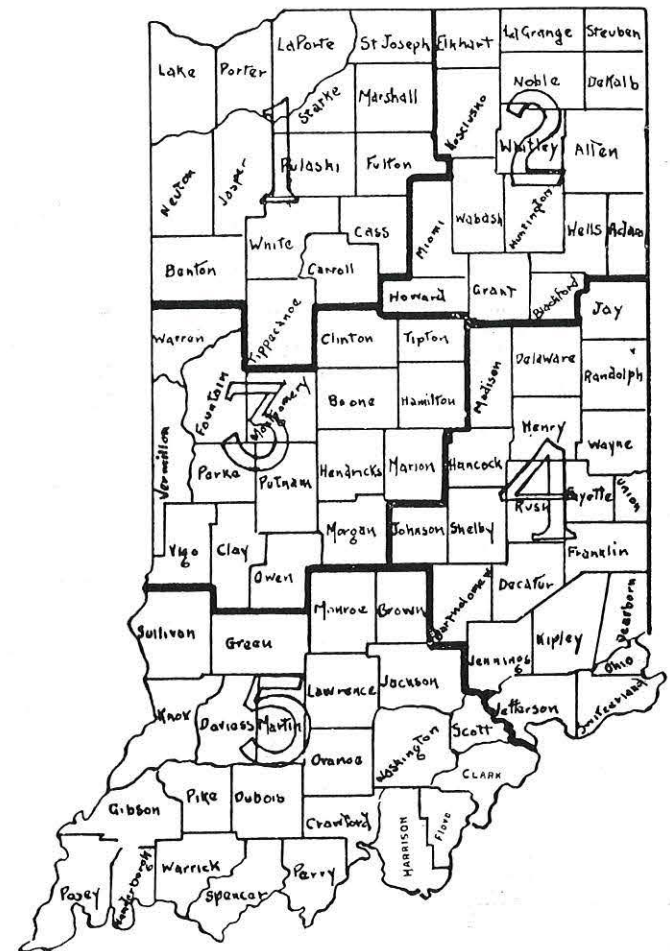 LaPorte
St Joseph
Elkhart
LaGrange
Steuben
Lake
Porter
Noble
DeKalb
Starke
Marshall
Kosciusko
1
2
Whitley
Allen
Newton
Jasper
Pulaski
Fulton
Miami
Wabash
Huntington
Wells
Adams
White
Cass
Benton
Carroll
Howard
Grant
Blackford
Jay
Warren
Tippecanoe
Clinton
Tipton
Madison
Delaware
Randolph
Fountain
3
Montgomery
Boone
Hamilton
Henry
Wayne
Vermillion
Parke
Putnam
Hendricks
Marion
Hancock
4
Rush
Fayette
Union
Vigo
Clay
Owen
Morgan
Johnson
Shelby
Franklin
Sullivan
Green
Monroe
Brown
Bartholomew
Decatur
Ripley
Dearborn
Jennings
Ohio
Knox
Daviess
5
Martin
Lawrence
Jackson
Jefferson
Switzerland
Scott
Orange
Washington
CLARK
Gibson
Pike
Dubois
Crawford
HARRISON
FLOYD
Posey
Vanderborough
Warrick
Spencer
Perry